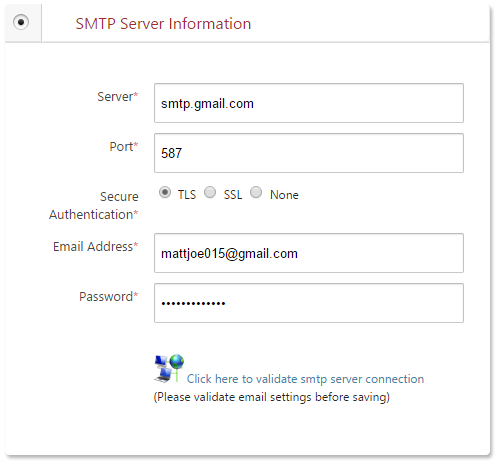 SMTP Server Information
Server*
smtp.gmail.com
Port*
587
Secure Authentication*
TLS SSL None
Email Address*
mattjoe015@gmail.com
Password*
•••••••••••••
Click here to validate smtp server connection
(Please validate email settings before saving)